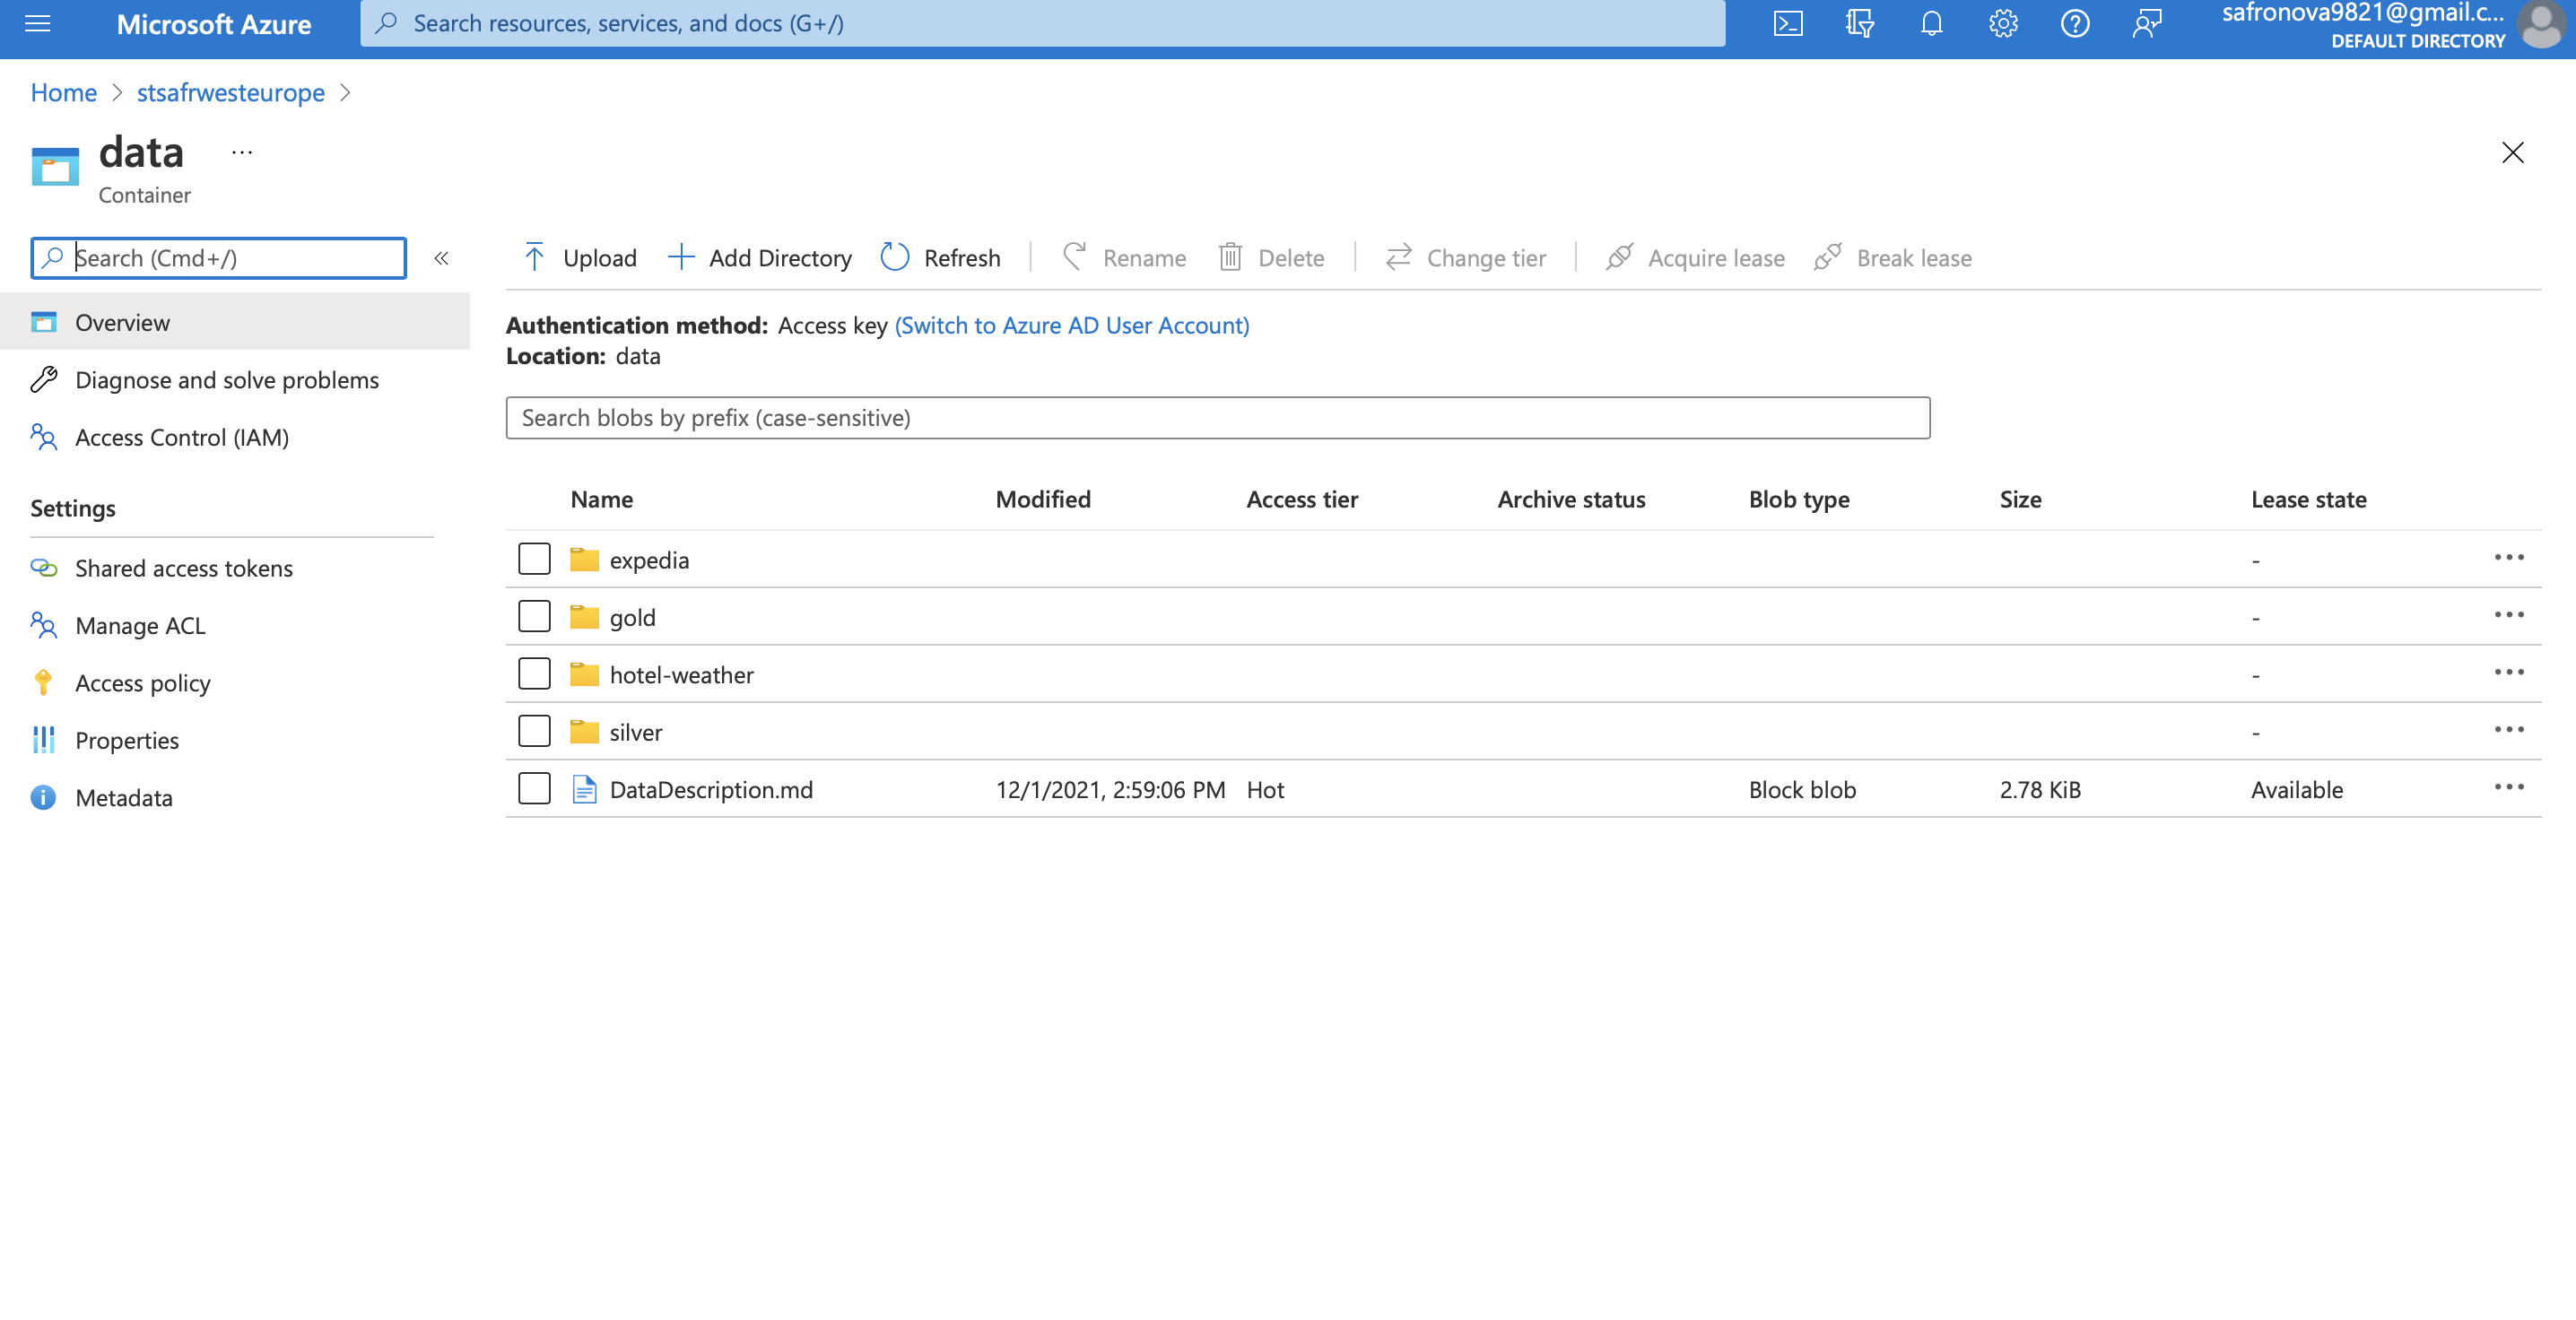 Microsoft Azure
Search resources, services, and docs (G+/)
safronova9821@gmail.c...
DEFAULT DIRECTORY
Home > stsafrwesteurope >
data ...
Container
Search (Cmd+/) «
Upload Add Directory Refresh Rename Delete Change tier Acquire lease Break lease
Overview
Diagnose and solve problems
Access Control (IAM)
Settings
Shared access tokens
Manage ACL
Access policy
Properties
Metadata
Authentication method: Access key (Switch to Azure AD User Account)
Location: data
Search blobs by prefix (case-sensitive)
Name Modified Access tier Archive status Blob type Size Lease state
expedia - ...
gold - ...
hotel-weather - ...
silver - ...
DataDescription.md 12/1/2021, 2:59:06 PM Hot Block blob 2.78 KiB Available ...